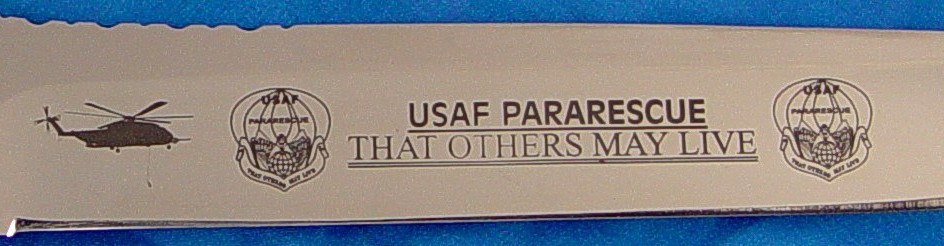 USAF
PARARESCUE
THAT OTHERS MAY LIVE
USAF PARARESCUE
THAT OTHERS MAY LIVE
USAF
PARARESCUE
THAT OTHERS MAY LIVE